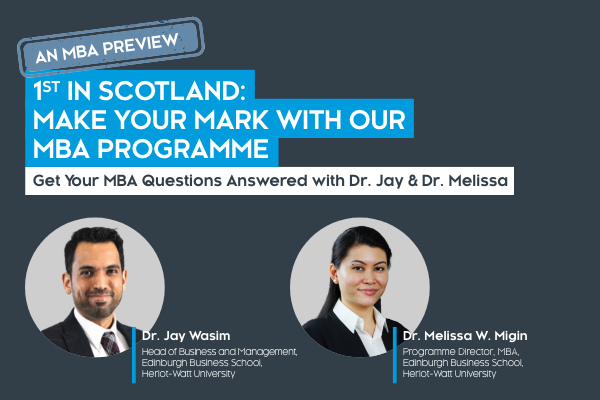 AN MBA PREVIEW
1ST IN SCOTLAND:
MAKE YOUR MARK WITH OUR
MBA PROGRAMME
Get Your MBA Questions Answered with Dr. Jay & Dr. Melissa
Dr. Jay Wasim
Head of Business and Management,
Edinburgh Business School,
Heriot-Watt University
Dr. Melissa W. Migin
Programme Director, MBA,
Edinburgh Business School,
Heriot-Watt University